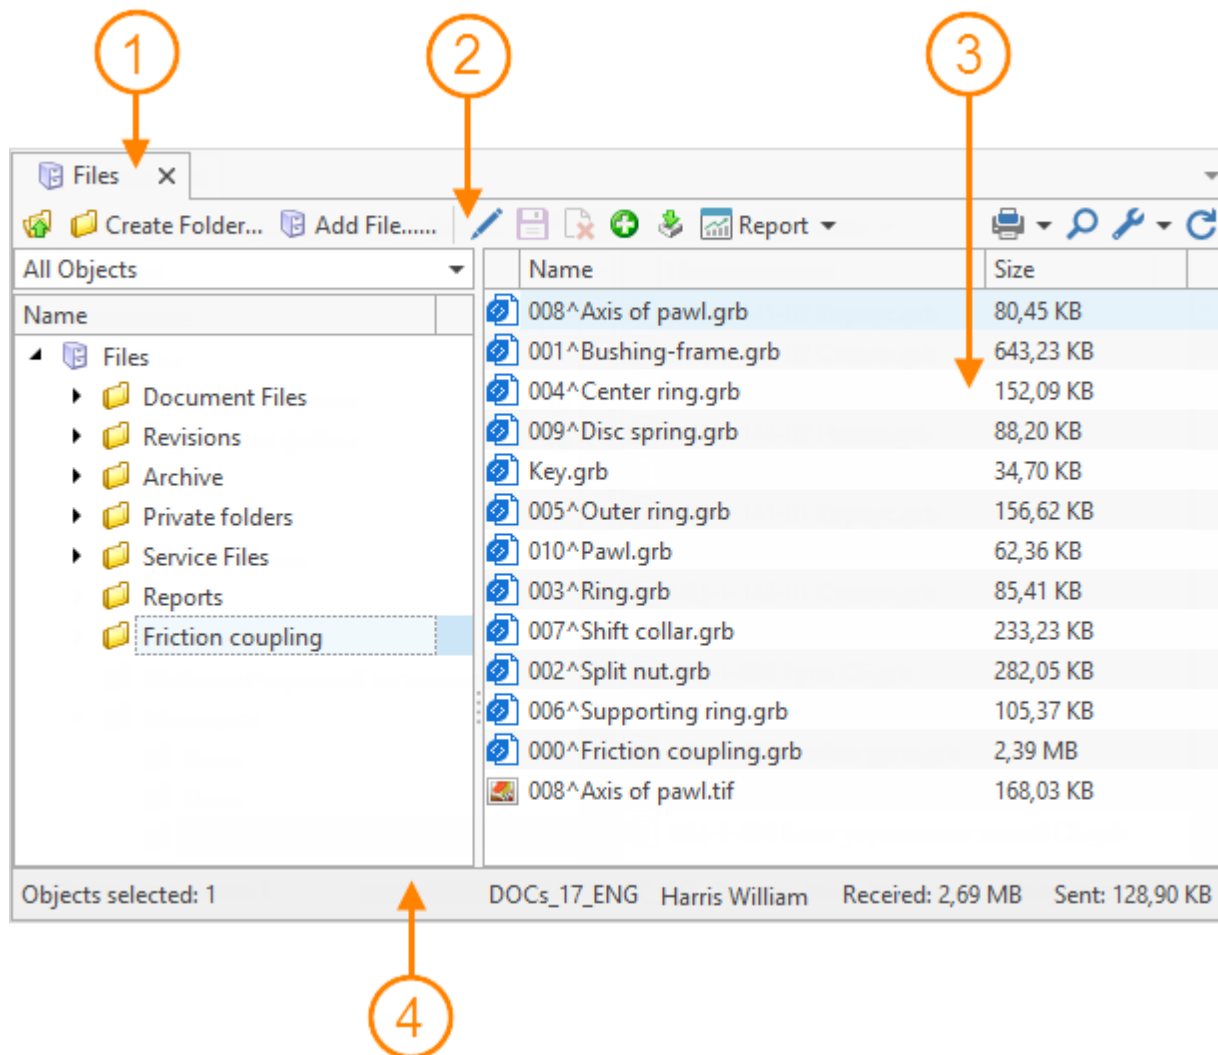 1 2 3
Files
Create Folder... Add File...... Report
All Objects Name Size
Name
008^Axis of pawl.grb 80,45 KB
Files 001^Bushing-frame.grb 643,23 KB
Document Files 004^Center ring.grb 152,09 KB
Revisions 009^Disc spring.grb 88,20 KB
Archive Key.grb 34,70 KB
Private folders 005^Outer ring.grb 156,62 KB
Service Files 010^Pawl.grb 62,36 KB
Reports 003^Ring.grb 85,41 KB
Friction coupling 007^Shift collar.grb 233,23 KB
002^Split nut.grb 282,05 KB
006^Supporting ring.grb 105,37 KB
000^Friction coupling.grb 2,39 MB
008^Axis of pawl.tif 168,03 KB
Objects selected: 1 DOCs_17_ENG Harris William Recered: 2,69 MB Sent: 128,90 KB
4